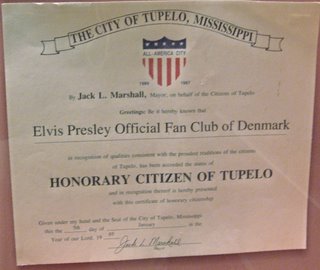 THE CITY OF TUPELO, MISSISSIPPI
ALL-AMERICA CITY
1989 1967
By Jack L. Marshall, Mayor, on behalf of the Citizens of Tupelo
Greetings: Be it hereby known that
Elvis Presley Official Fan Club of Denmark
in recognition of qualities consistent with the proudest traditions of the citizens
of Tupelo, has been accorded the status of
HONORARY CITIZEN OF TUPELO
and in recognition thereof is hereby presented
with this certificate of honorary citizenship
Given under my hand and the Seal of the City of Tupelo, Mississippi
this the 5th day of January in the
Year of our Lord, 19
Jack L. Marshall
Mayor